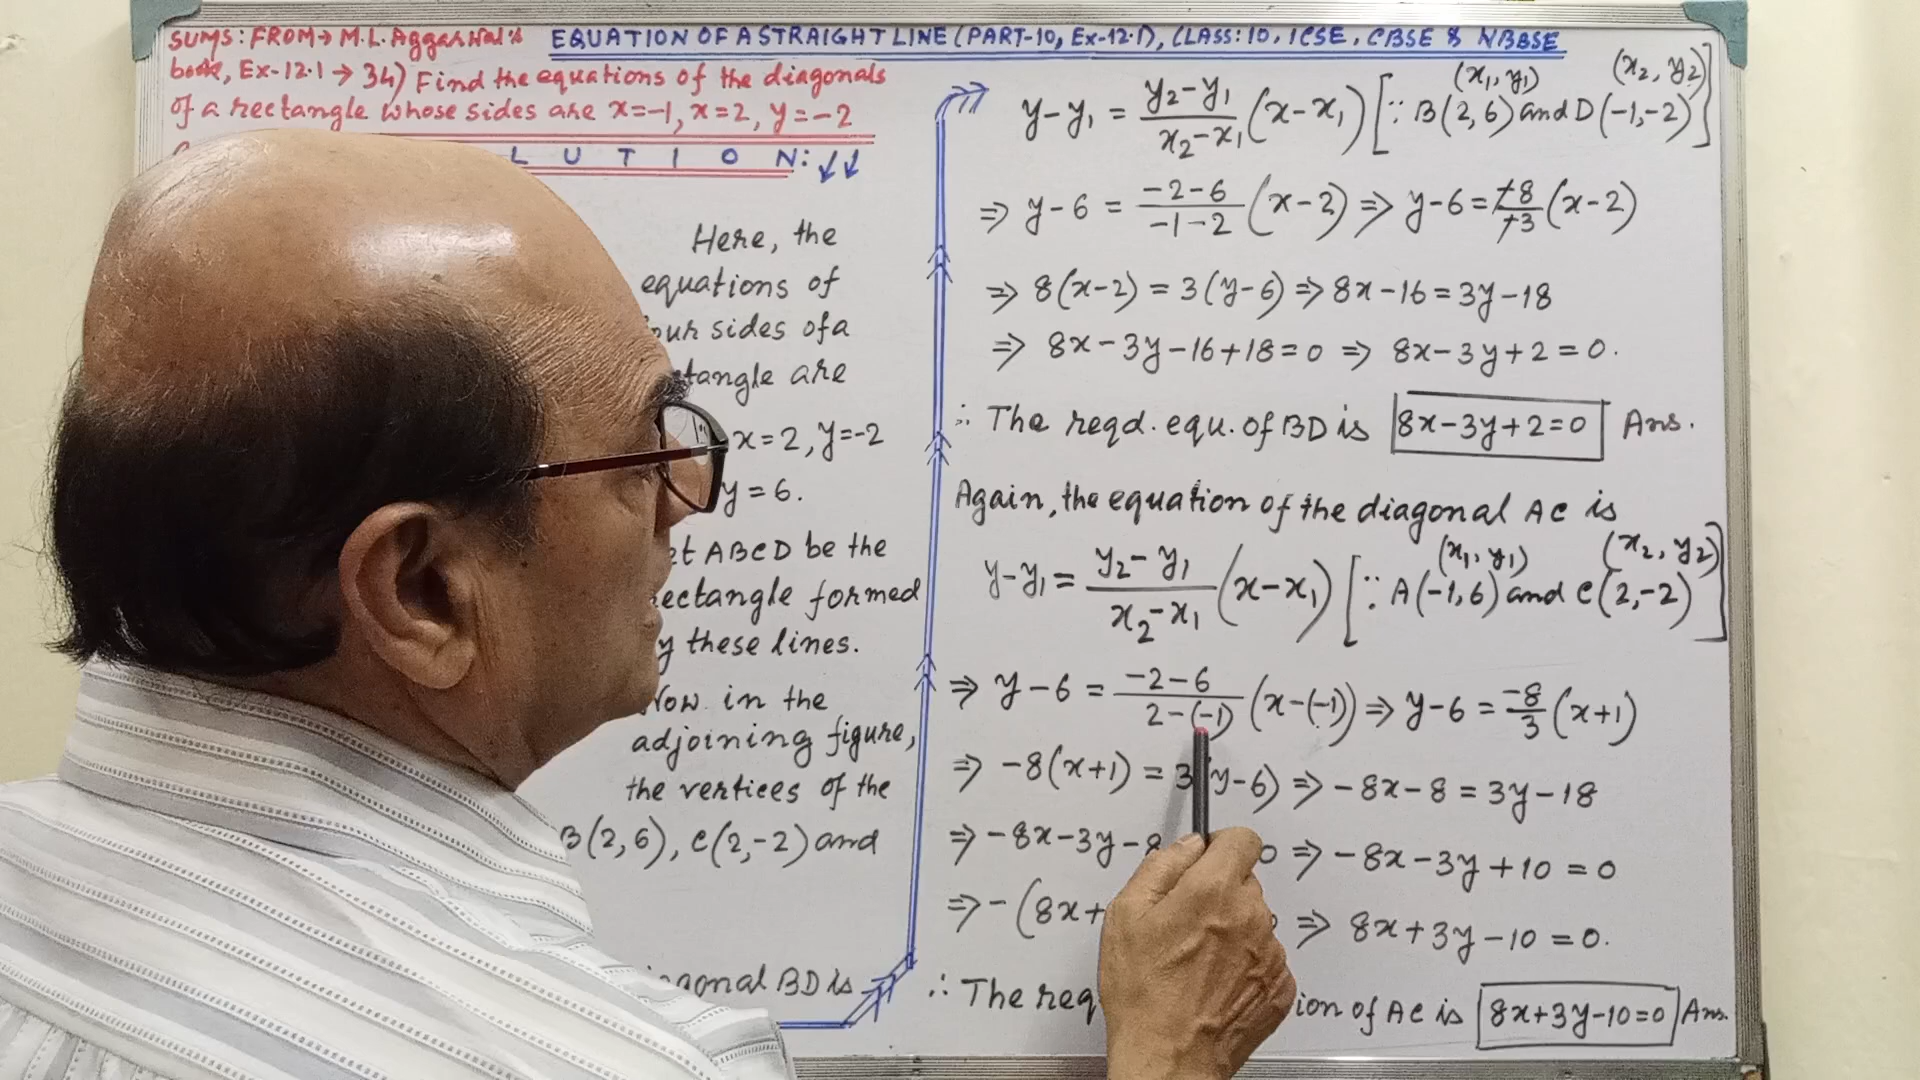 SUMS: FROM → M.L. Aggarwal's
book, Ex-12.1 → 34) Find the equations of the diagonals
of a rectangle whose sides are x=-1, x=2, y=-2
L U T I O N: ↓↓
EQUATION OF A STRAIGHT LINE (PART-10, Ex-12.1), CLASS: 10, ICSE, CBSE & WBBSE
Here, the
equations of
our sides of a
tangle are
x=2, y=-2
y = 6.
et ABCD be the
rectangle formed
y these lines.
Now in the
adjoining figure,
the vertices of the
B(2,6), C(2,-2) and
iagonal BD is
(x₁, y₁) (x₂, y₂)
y-y₁ = (y₂-y₁)/(x₂-x₁) (x-x₁) [∵ B(2,6) and D(-1,-2)]
⇒ y-6 = (-2-6)/(-1-2) (x-2) ⇒ y-6 = -8/-3 (x-2)
⇒ 8(x-2) = 3(y-6) ⇒ 8x-16 = 3y-18
⇒ 8x-3y-16+18=0 ⇒ 8x-3y+2=0.
∴ The reqd. equ. of BD is 8x-3y+2=0 Ans.
Again, the equation of the diagonal AC is
(x₁, y₁) (x₂, y₂)
y-y₁ = (y₂-y₁)/(x₂-x₁) (x-x₁) [∵ A(-1,6) and C(2,-2)]
⇒ y-6 = (-2-6)/(2-(-1)) (x-(-1)) ⇒ y-6 = -8/3 (x+1)
⇒ -8(x+1) = 3(y-6) ⇒ -8x-8 = 3y-18
⇒ -8x-3y-8 0 ⇒ -8x-3y+10 = 0
⇒ -(8x+ 0 ⇒ 8x+3y-10 = 0.
∴ The req ion of AC is 8x+3y-10=0 Ans.